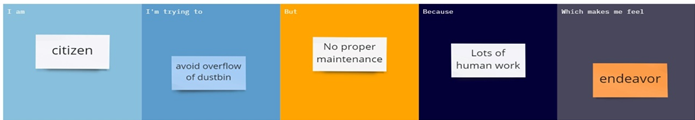 I am
citizen
I'm trying to
avoid overflow
of dustbin
But
No proper
maintenance
Because
Lots of
human work
Which makes me feel
endeavor